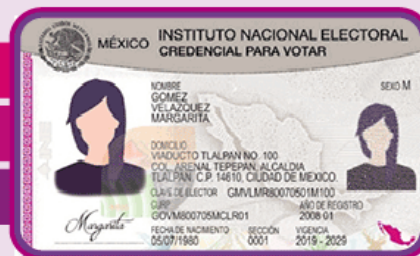 MÉXICO
INSTITUTO NACIONAL ELECTORAL
CREDENCIAL PARA VOTAR
NOMBRE
GOMEZ
VELAZQUEZ
MARGARITA
SEXO M
DOMICILIO
VIADUCTO TLALPAN NO. 100
COL. ARENAL TEPEPAN, ALCALDIA
TLALPAN, C.P. 14610, CIUDAD DE MEXICO.
CLAVE DE ELECTOR GMVLMR80070501M100
CURP
GOVM800705MCLR01
AÑO DE REGISTRO
2008 01
FECHA DE NACIMIENTO
05/07/1980
SECCIÓN
0001
VIGENCIA
2019 - 2029
Margarita